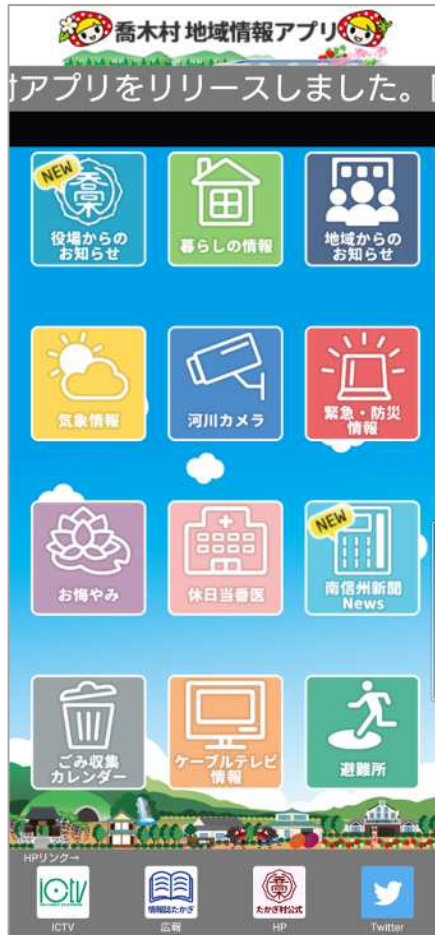 喬木村 地域情報アプリ
村アプリをリリースしました。
NEW
役場からの
お知らせ
暮らしの情報
地域からの
お知らせ
気象情報
河川カメラ
緊急・防災
情報
お悔やみ
休日当番医
NEW
南信州新聞
News
ごみ収集
カレンダー
ケーブルテレビ
情報
避難所
HPリンク→
ICTV
情報誌たかぎ
たかぎ村公式
ICTV
広報
HP
Twitter